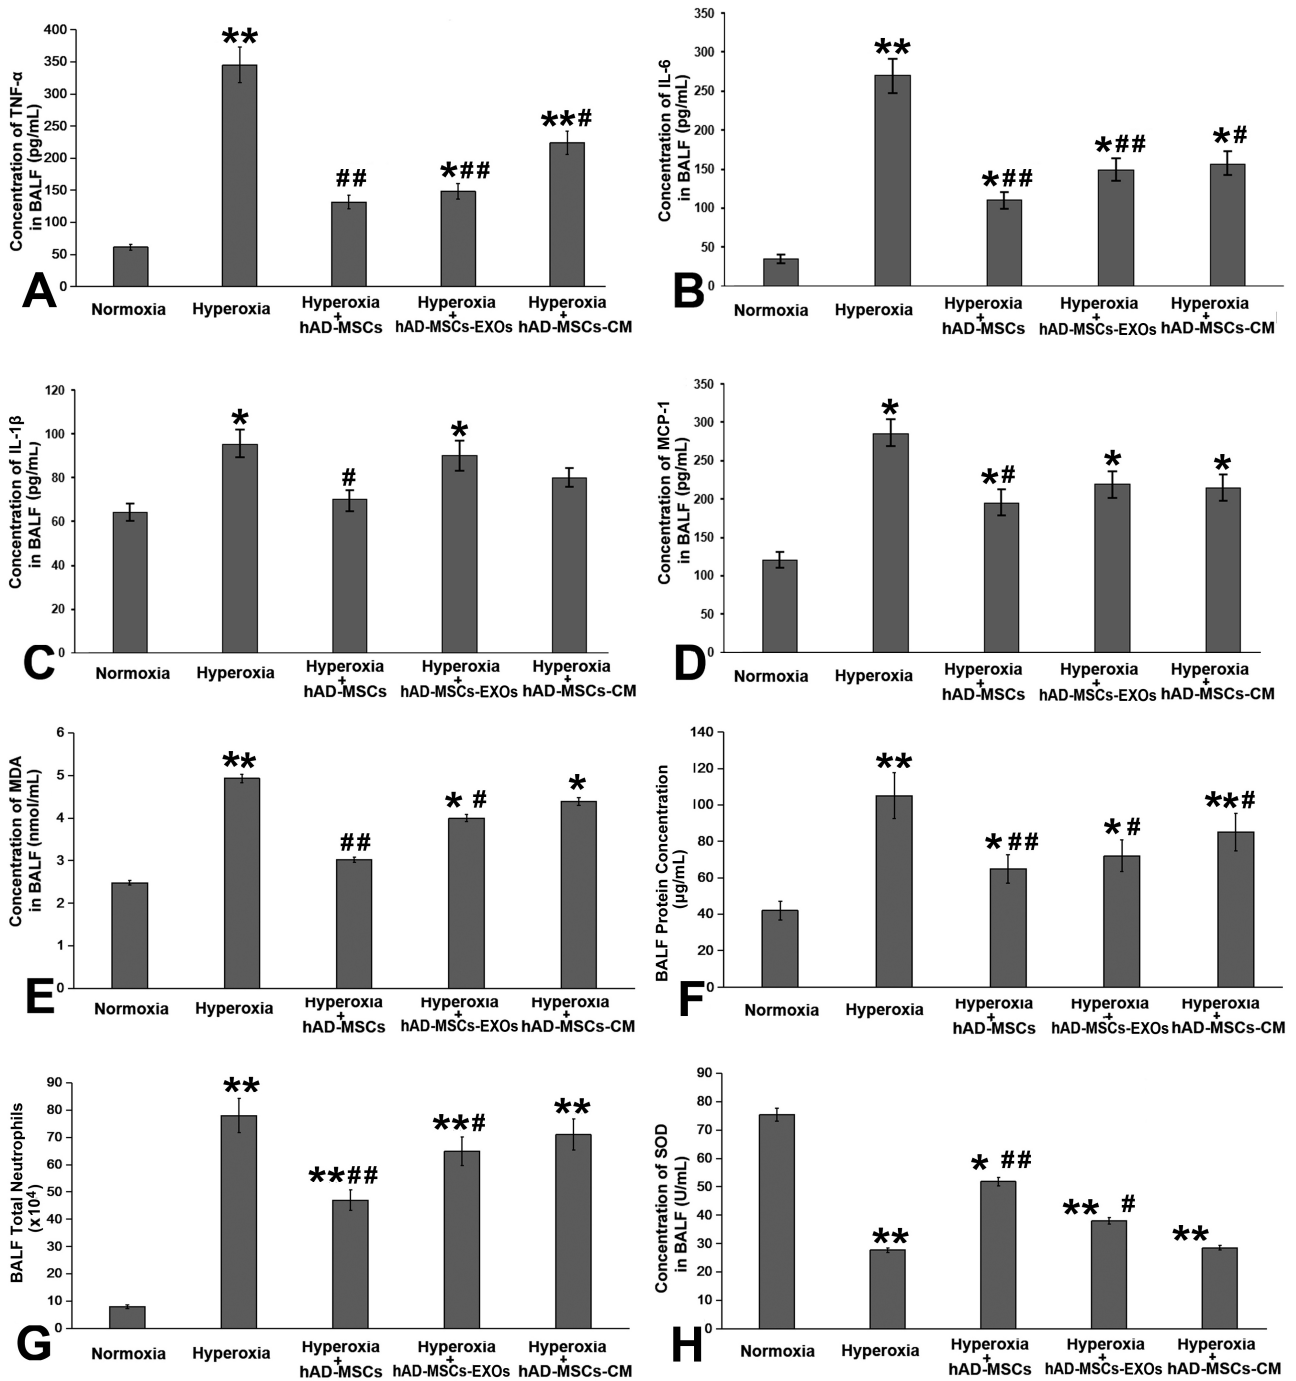 Concentration of TNF-α
in BALF (pg/mL)
400
350
300
250
200
150
100
50
0
**
##
*##
**#
A
Normoxia
Hyperoxia
Hyperoxia
+
hAD-MSCs
Hyperoxia
+
hAD-MSCs-EXOs
Hyperoxia
+
hAD-MSCs-CM
Concentration of IL-6
in BALF (pg/mL)
350
300
250
200
150
100
50
0
**
*##
*##
*#
B
Normoxia
Hyperoxia
Hyperoxia
+
hAD-MSCs
Hyperoxia
+
hAD-MSCs-EXOs
Hyperoxia
+
hAD-MSCs-CM
Concentration of IL-1β
in BALF (pg/mL)
120
100
80
60
40
20
0
*
#
*
C
Normoxia
Hyperoxia
Hyperoxia
+
hAD-MSCs
Hyperoxia
+
hAD-MSCs-EXOs
Hyperoxia
+
hAD-MSCs-CM
Concentration of MCP-1
in BALF (pg/mL)
350
300
250
200
150
100
50
0
*
*#
*
*
D
Normoxia
Hyperoxia
Hyperoxia
+
hAD-MSCs
Hyperoxia
+
hAD-MSCs-EXOs
Hyperoxia
+
hAD-MSCs-CM
Concentration of MDA
in BALF (nmol/mL)
6
5
4
3
2
1
0
**
##
* #
*
E
Normoxia
Hyperoxia
Hyperoxia
+
hAD-MSCs
Hyperoxia
+
hAD-MSCs-EXOs
Hyperoxia
+
hAD-MSCs-CM
BALF Protein Concentration
(µg/mL)
140
120
100
80
60
40
20
0
**
* ##
* #
**#
F
Normoxia
Hyperoxia
Hyperoxia
+
hAD-MSCs
Hyperoxia
+
hAD-MSCs-EXOs
Hyperoxia
+
hAD-MSCs-CM
BALF Total Neutrophils
(x10⁴)
90
80
70
60
50
40
30
20
10
0
**
**##
**#
**
G
Normoxia
Hyperoxia
Hyperoxia
+
hAD-MSCs
Hyperoxia
+
hAD-MSCs-EXOs
Hyperoxia
+
hAD-MSCs-CM
Concentration of SOD
in BALF (U/mL)
90
80
70
60
50
40
30
20
10
0
**
* ##
** #
**
H
Normoxia
Hyperoxia
Hyperoxia
+
hAD-MSCs
Hyperoxia
+
hAD-MSCs-EXOs
Hyperoxia
+
hAD-MSCs-CM